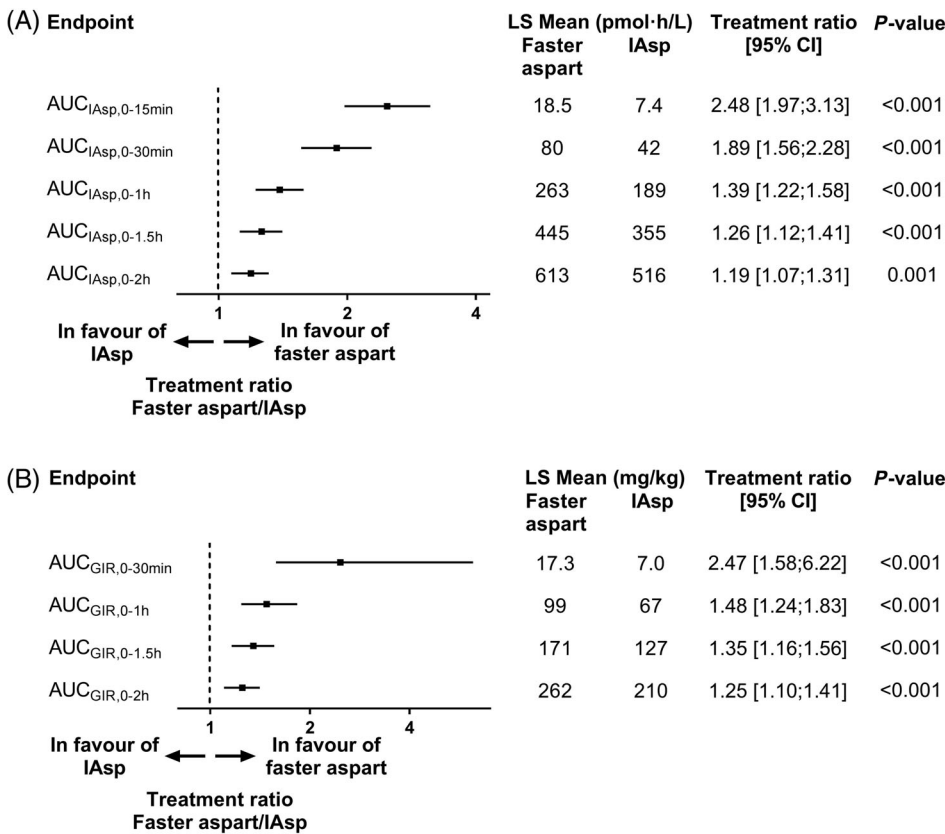 (A) Endpoint LS Mean (pmol·h/L) Treatment ratio P-value
Faster IAsp [95% CI]
aspart
AUCIAsp,0-15min 18.5 7.4 2.48 [1.97;3.13] <0.001
AUCIAsp,0-30min 80 42 1.89 [1.56;2.28] <0.001
AUCIAsp,0-1h 263 189 1.39 [1.22;1.58] <0.001
AUCIAsp,0-1.5h 445 355 1.26 [1.12;1.41] <0.001
AUCIAsp,0-2h 613 516 1.19 [1.07;1.31] 0.001
1 2 4
In favour of In favour of
IAsp faster aspart
Treatment ratio
Faster aspart/IAsp
(B) Endpoint LS Mean (mg/kg) Treatment ratio P-value
Faster IAsp [95% CI]
aspart
AUCGIR,0-30min 17.3 7.0 2.47 [1.58;6.22] <0.001
AUCGIR,0-1h 99 67 1.48 [1.24;1.83] <0.001
AUCGIR,0-1.5h 171 127 1.35 [1.16;1.56] <0.001
AUCGIR,0-2h 262 210 1.25 [1.10;1.41] <0.001
1 2 4
In favour of In favour of
IAsp faster aspart
Treatment ratio
Faster aspart/IAsp